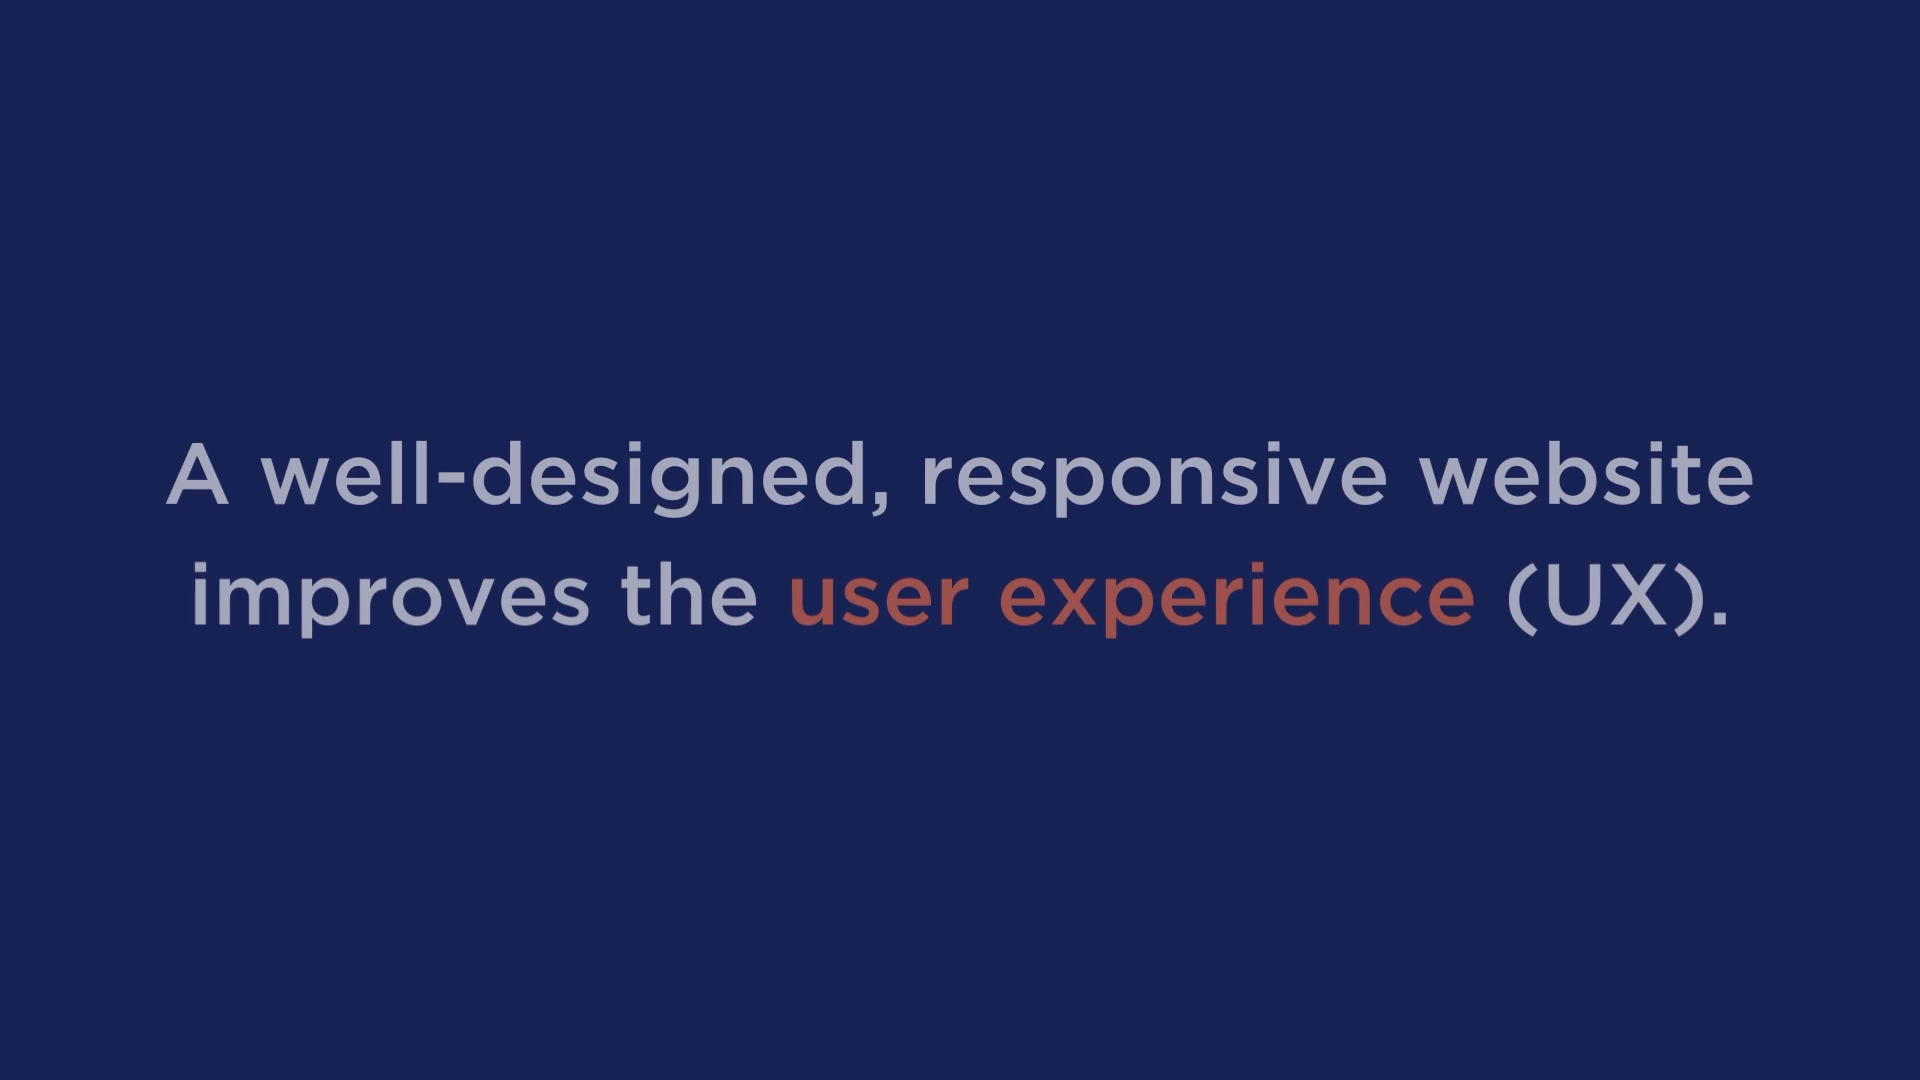 A well-designed, responsive website
improves the user experience (UX).